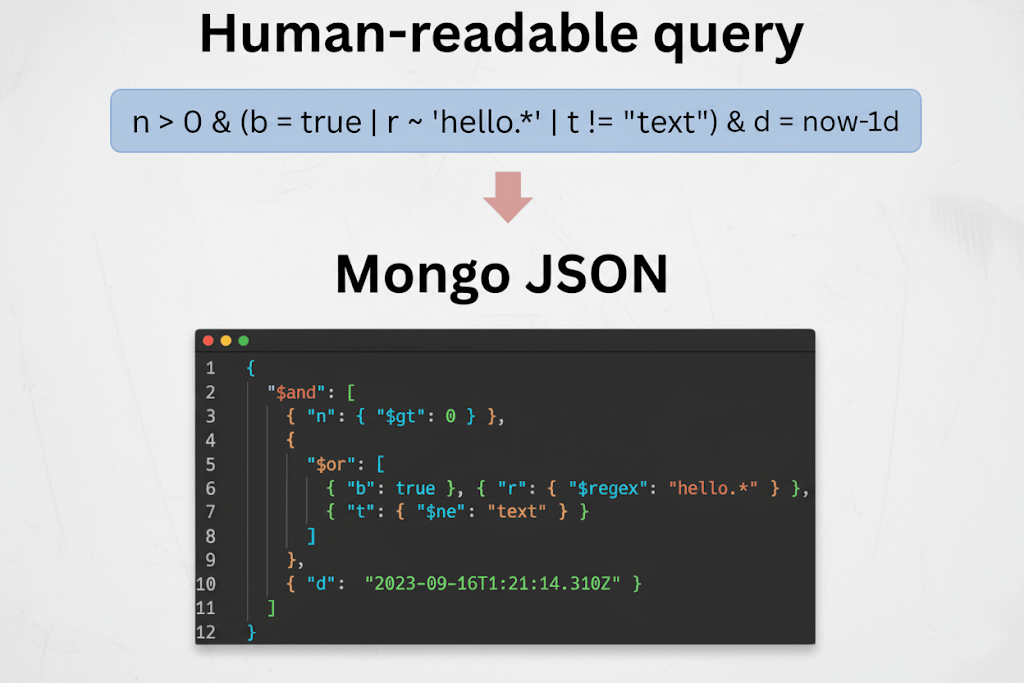 Human-readable query
n > 0 & (b = true | r ~ 'hello.*' | t != "text") & d = now-1d
Mongo JSON
1 {
2 "$and": [
3 { "n": { "$gt": 0 } },
4 {
5 "$or": [
6 { "b": true }, { "r": { "$regex": "hello.*" } },
7 { "t": { "$ne": "text" } }
8 ]
9 },
10 { "d": "2023-09-16T1:21:14.310Z" }
11 ]
12 }